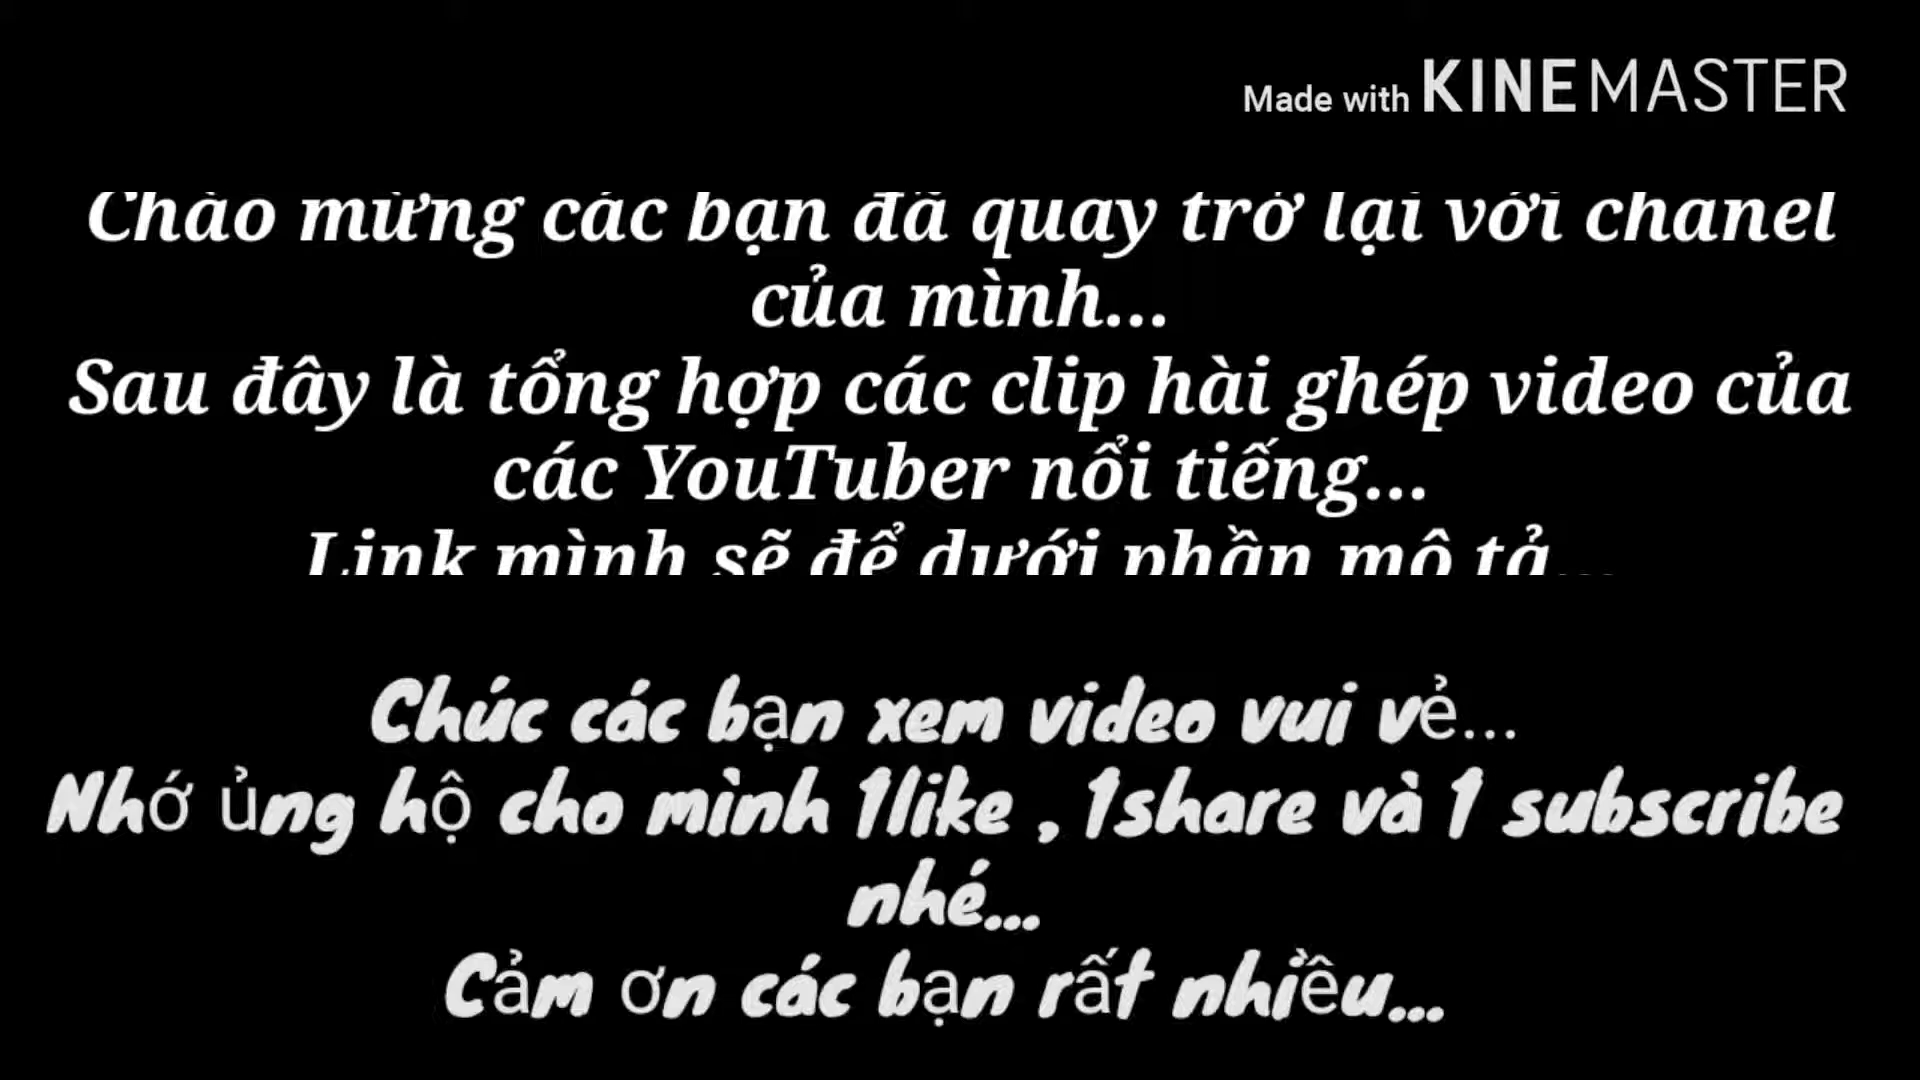 Made with KINEMASTER
Chào mừng các bạn đã quay trở lại với chanel
của mình...
Sau đây là tổng hợp các clip hài ghép video của
các YouTuber nổi tiếng...
Link mình sẽ để dưới phần mô tả...
Chúc các bạn xem video vui vẻ...
Nhớ ủng hộ cho mình 1like , 1share và 1 subscribe
nhé...
Cảm ơn các bạn rất nhiều...